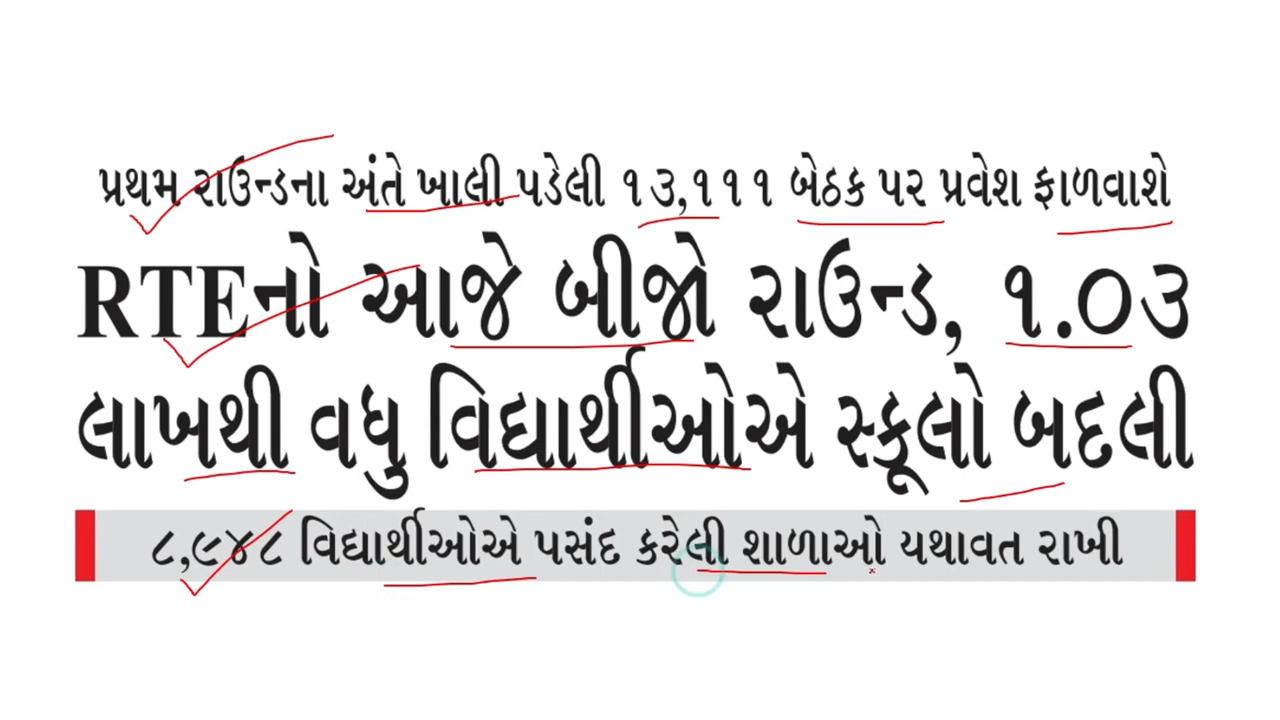 પ્રથમ રાઉન્ડના અંતે ખાલી પડેલી ૧૩,૧૧૧ બેઠક પર પ્રવેશ ફાળવાશે
RTEનો આજે બીજો રાઉન્ડ, ૧.૦૩
લાખથી વધુ વિદ્યાર્થીઓએ સ્કૂલો બદલી
૮,૯૪૮ વિદ્યાર્થીઓએ પસંદ કરેલી શાળાઓ યથાવત રાખી